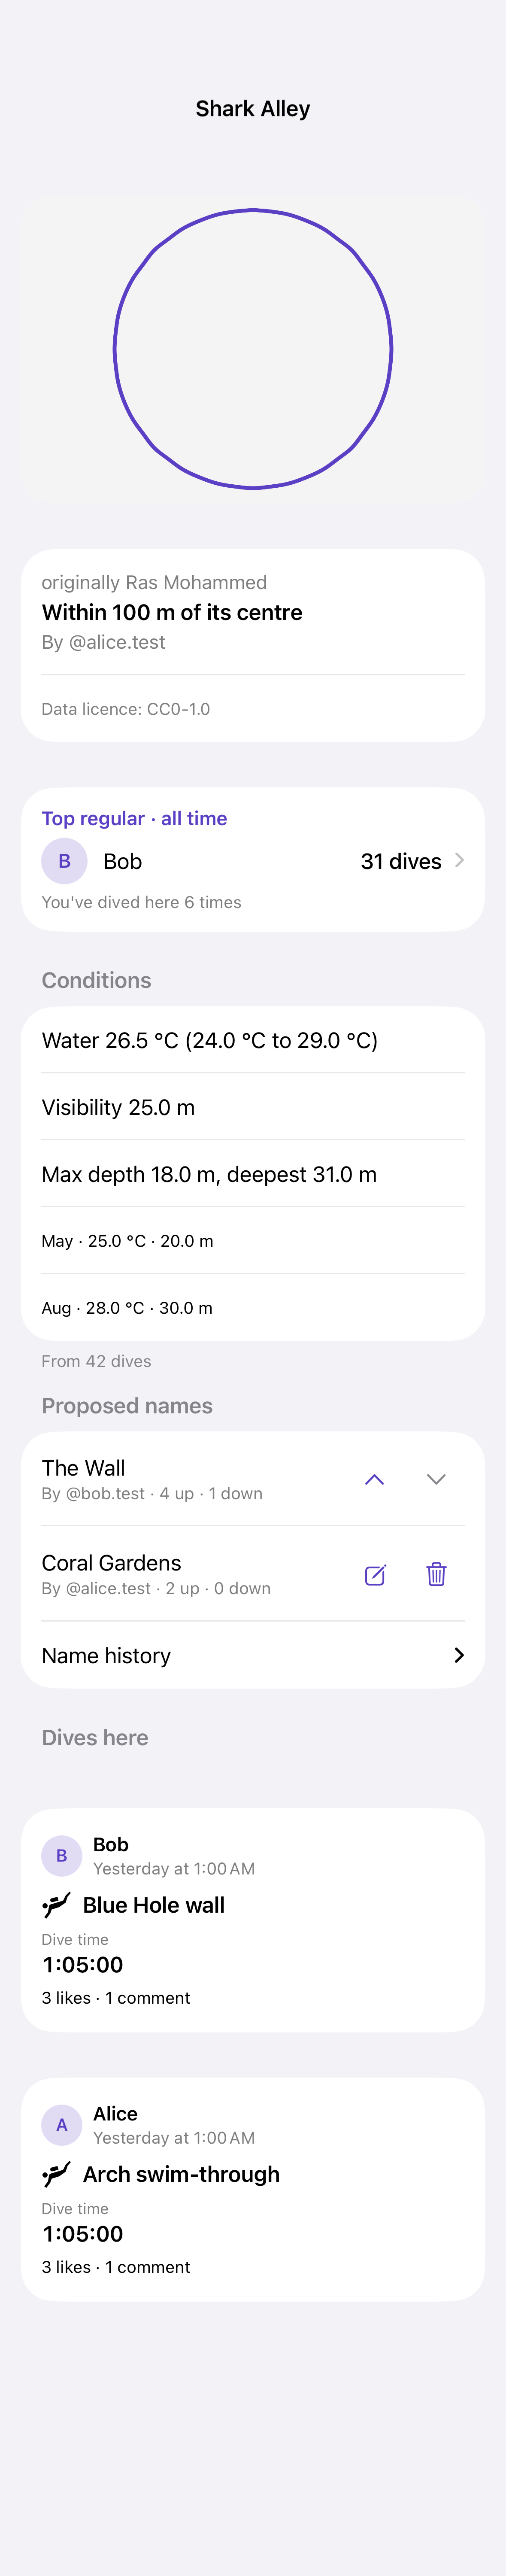 Shark Alley
originally Ras Mohammed
Within 100 m of its centre
By @alice.test
Data licence: CC0-1.0
Top regular · all time
B
Bob
31 dives
You've dived here 6 times
Conditions
Water 26.5 °C (24.0 °C to 29.0 °C)
Visibility 25.0 m
Max depth 18.0 m, deepest 31.0 m
May · 25.0 °C · 20.0 m
Aug · 28.0 °C · 30.0 m
From 42 dives
Proposed names
The Wall
By @bob.test · 4 up · 1 down
Coral Gardens
By @alice.test · 2 up · 0 down
Name history
Dives here
B
Bob
Yesterday at 1:00 AM
Blue Hole wall
Dive time
1:05:00
3 likes · 1 comment
A
Alice
Yesterday at 1:00 AM
Arch swim-through
Dive time
1:05:00
3 likes · 1 comment